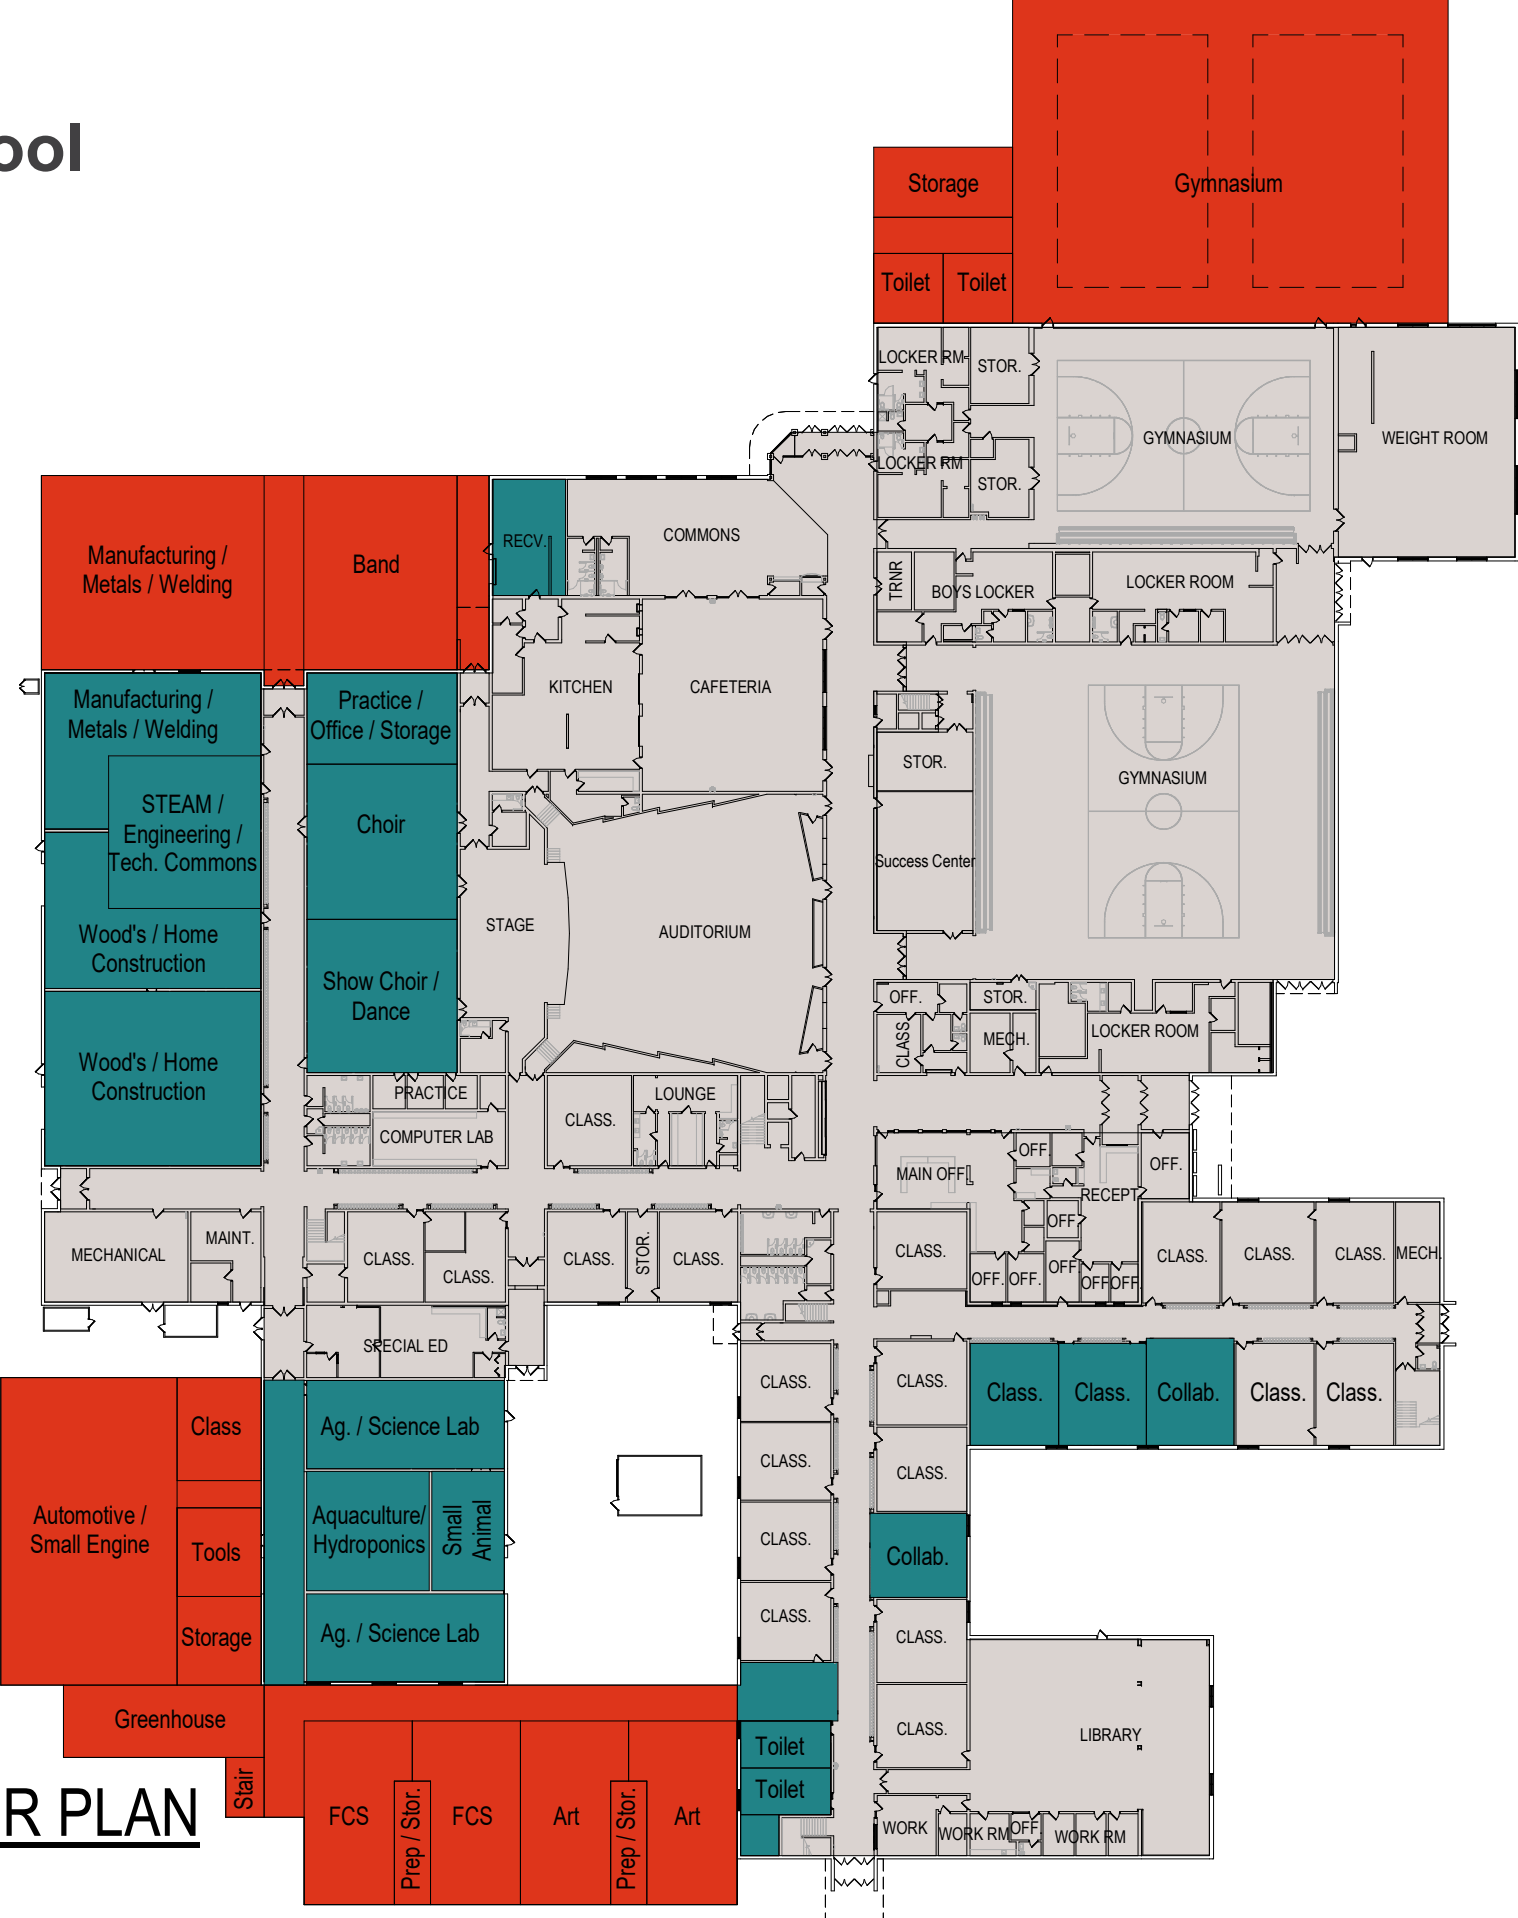 ool
Storage
Gymnasium
Toilet
Toilet
LOCKER RM
STOR.
GYMNASIUM
WEIGHT ROOM
LOCKER RM
STOR.
Manufacturing /
Metals / Welding
Band
RECV.
COMMONS
TRNR
BOYS LOCKER
LOCKER ROOM
Manufacturing /
Metals / Welding
Practice /
Office / Storage
KITCHEN
CAFETERIA
STOR.
GYMNASIUM
STEAM /
Engineering /
Tech. Commons
Choir
Success Center
Wood's / Home
Construction
STAGE
AUDITORIUM
Show Choir /
Dance
OFF.
STOR.
CLASS.
MECH.
LOCKER ROOM
Wood's / Home
Construction
PRACTICE
COMPUTER LAB
CLASS.
LOUNGE
MAIN OFF.
OFF.
OFF.
RECEPT.
OFF.
MECHANICAL
MAINT.
CLASS.
CLASS.
CLASS.
STOR.
CLASS.
CLASS.
OFF.
OFF.
OFF.
OFF.
OFF.
CLASS.
CLASS.
CLASS.
MECH.
SPECIAL ED
CLASS.
CLASS.
Class.
Class.
Collab.
Class.
Class.
Class
Ag. / Science Lab
CLASS.
CLASS.
Automotive /
Small Engine
Tools
Aquaculture/
Hydroponics
Small
Animal
CLASS.
Collab.
Storage
Ag. / Science Lab
CLASS.
CLASS.
Greenhouse
CLASS.
LIBRARY
Toilet
Toilet
Stair
R PLAN
FCS
Prep / Stor.
FCS
Art
Prep / Stor.
Art
WORK
WORK RM
OFF.
WORK RM